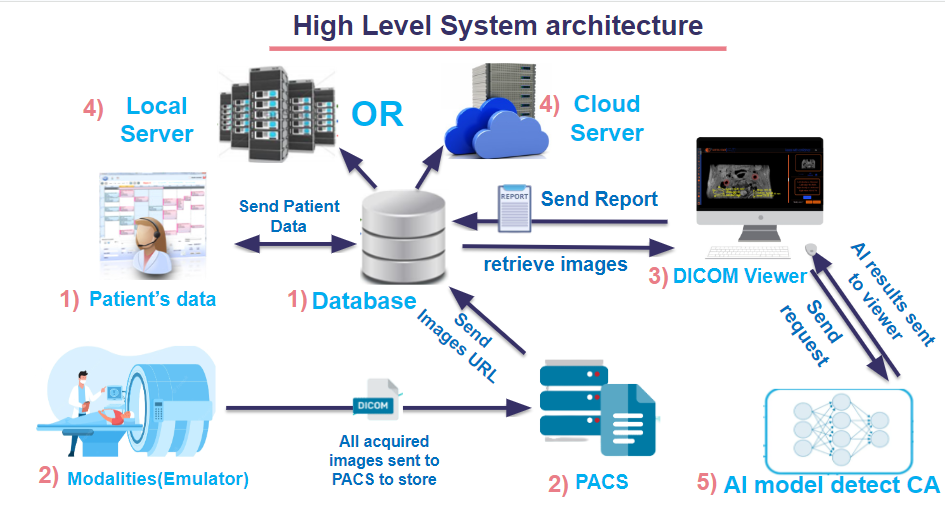 High Level System architecture
4) Local
Server
OR
4) Cloud
Server
Send Patient
Data
REPORT
Send Report
retrieve images
1) Patient's data
1) Database
3) DICOM Viewer
AI results sent
to viewer
Send
request
Send
Images URL
DICOM
All acquired
images sent to
PACS to store
2) Modalities(Emulator)
2) PACS
5) AI model detect CA